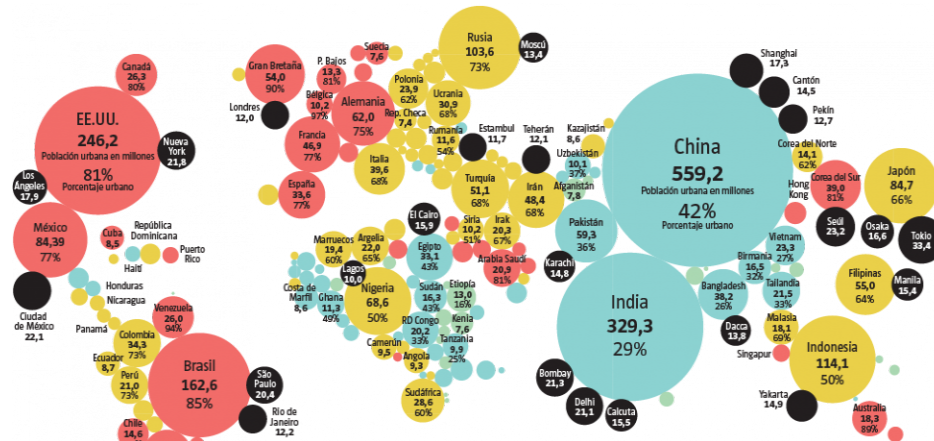 Canadá
26,3
80%
EE.UU.
246,2
Población urbana en millones
81%
Porcentaje urbano
Nueva
York
21,8
Los
Ángeles
17,9
México
84,39
77%
Ciudad
de México
22,1
Cuba
8,5
República
Dominicana
Haití
Puerto
Rico
Honduras
Nicaragua
Panamá
Venezuela
26,0
94%
Colombia
34,3
73%
Ecuador
8,7
Perú
21,0
73%
Brasil
162,6
85%
São
Paulo
20,4
Río de
Janeiro
12,2
Chile
14,6
Gran Bretaña
54,0
90%
Londres
12,0
P. Bajos
13,3
81%
Suecia
7,6
Bélgica
10,2
97%
Alemania
62,0
75%
Francia
46,9
77%
España
33,6
77%
Italia
39,6
68%
Polonia
23,9
62%
Rep. Checa
7,4
Ucrania
30,9
68%
Rumanía
11,6
54%
Rusia
103,6
73%
Moscú
13,4
Estambul
11,7
Turquía
51,1
68%
Teherán
12,1
Irán
48,4
68%
Siria
10,2
51%
Irak
20,3
67%
Arabia Saudí
20,9
81%
Kazajistán
8,6
Uzbekistán
10,1
37%
Afganistán
7,8
Pakistán
59,3
36%
Karachi
14,8
Marruecos
19,4
60%
Argelia
22,0
65%
El Cairo
15,9
Egipto
33,1
43%
Lagos
10,0
Nigeria
68,6
50%
Costa de
Marfil
8,6
Ghana
11,3
49%
Sudán
16,3
43%
Etiopía
13,0
16%
RD Congo
20,2
33%
Kenia
7,6
Tanzania
9,9
25%
Camerún
9,5
Angola
9,3
Sudáfrica
28,6
60%
China
559,2
Población urbana en millones
42%
Porcentaje urbano
Shanghai
17,3
Cantón
14,5
Pekín
12,7
Hong
Kong
Corea del Norte
14,1
62%
Corea del Sur
39,0
81%
Seúl
23,2
Japón
84,7
66%
Osaka
16,6
Tokio
33,4
India
329,3
29%
Bombay
21,3
Delhi
21,1
Calcuta
15,5
Bangladesh
38,2
26%
Dacca
13,8
Birmania
16,5
32%
Vietnam
23,3
27%
Tailandia
21,5
33%
Malasia
18,1
69%
Singapur
Filipinas
55,0
64%
Manila
15,4
Indonesia
114,1
50%
Yakarta
14,9
Australia
18,3
89%